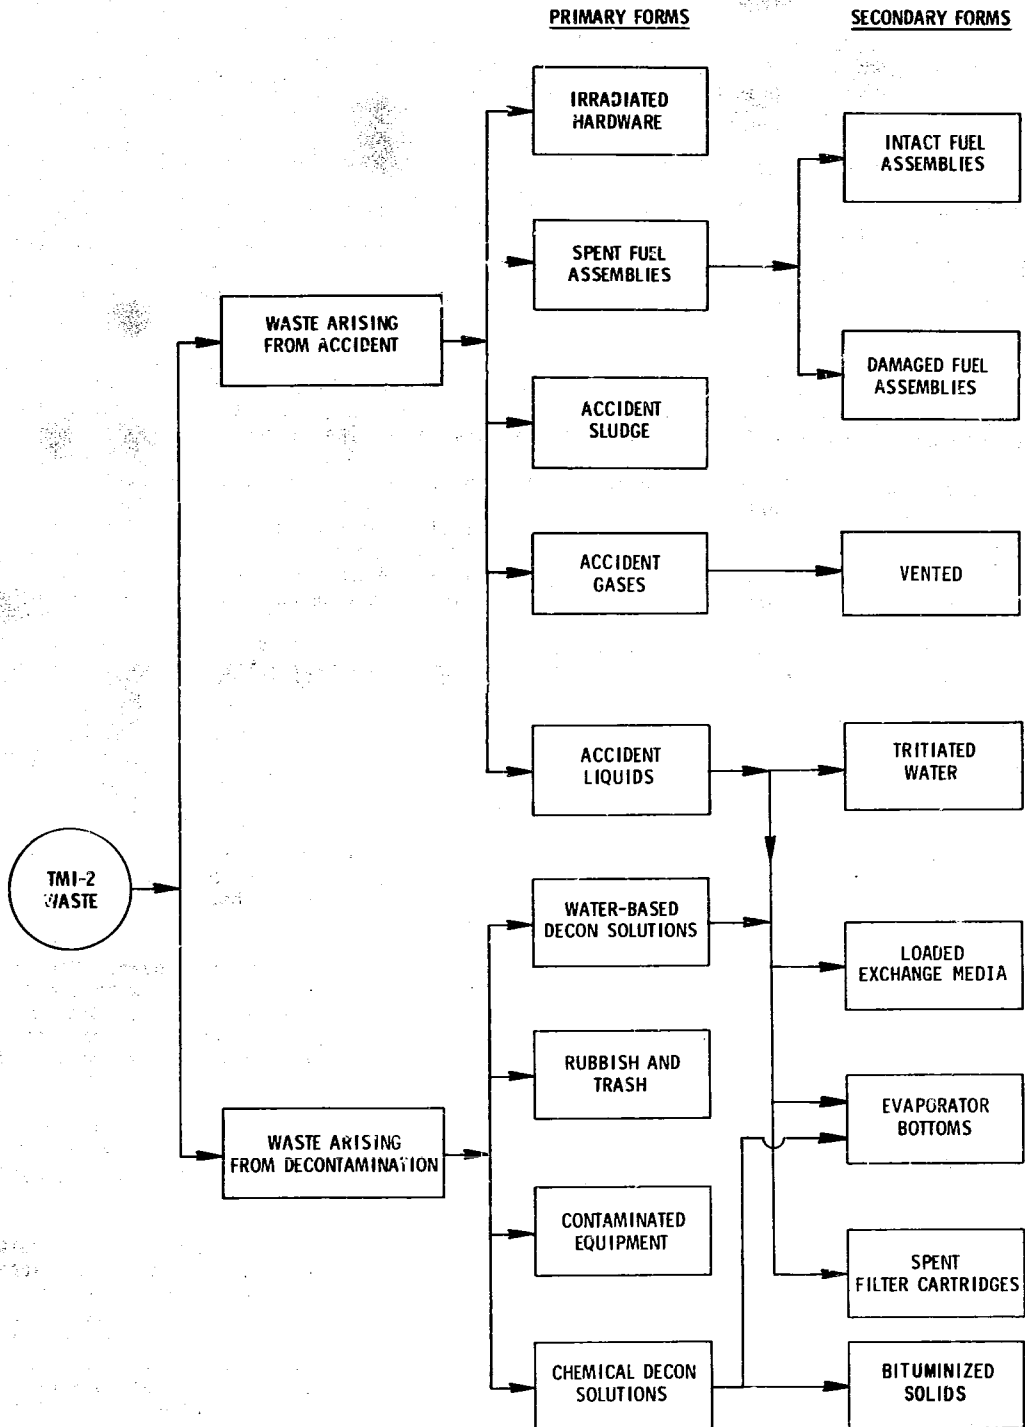 PRIMARY FORMS
SECONDARY FORMS
IRRADIATED
HARDWARE
INTACT FUEL
ASSEMBLIES
SPENT FUEL
ASSEMBLIES
WASTE ARISING
FROM ACCIDENT
DAMAGED FUEL
ASSEMBLIES
ACCIDENT
SLUDGE
ACCIDENT
GASES
VENTED
ACCIDENT
LIQUIDS
TRITIATED
WATER
TMI-2
WASTE
WATER-BASED
DECON SOLUTIONS
LOADED
EXCHANGE MEDIA
RUBBISH AND
TRASH
EVAPORATOR
BOTTOMS
WASTE ARISING
FROM DECONTAMINATION
CONTAMINATED
EQUIPMENT
SPENT
FILTER CARTRIDGES
CHEMICAL DECON
SOLUTIONS
BITUMINIZED
SOLIDS